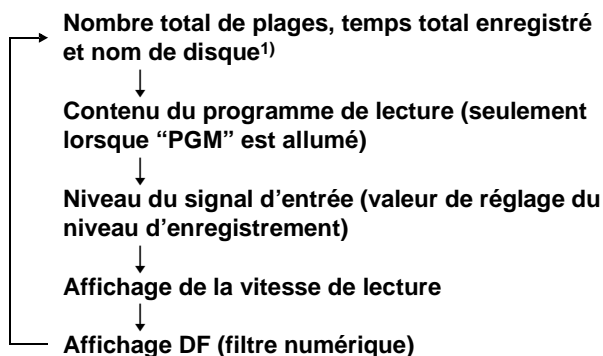 Nombre total de plages, temps total enregistré
et nom de disque1)
Contenu du programme de lecture (seulement
lorsque “PGM” est allumé)
Niveau du signal d’entrée (valeur de réglage du
niveau d’enregistrement)
Affichage de la vitesse de lecture
Affichage DF (filtre numérique)